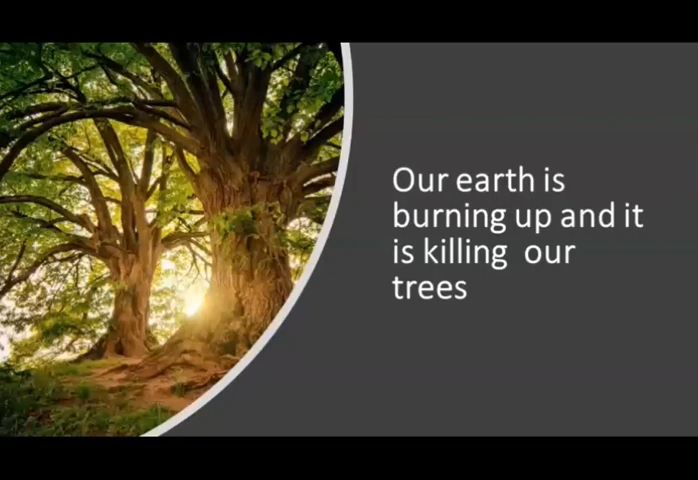 Our earth is
burning up and it
is killing  our
trees